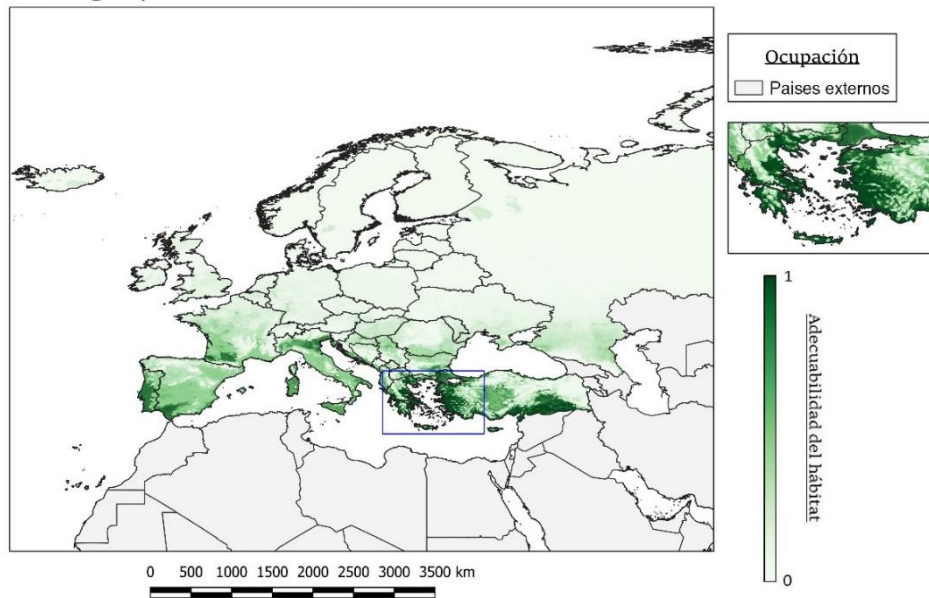 Ocupación
Paises externos
1
Adecuabilidad del hábitat
0
0 500 1000 1500 2000 2500 3000 3500 km